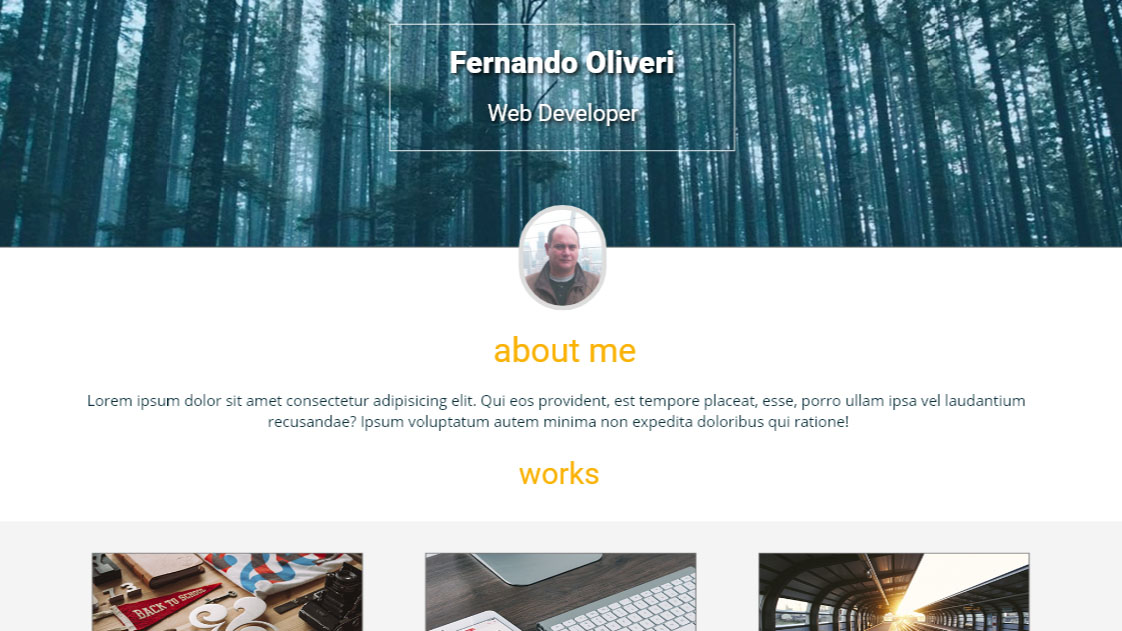 Fernando Oliveri
Web Developer
about me
Lorem ipsum dolor sit amet consectetur adipisicing elit. Qui eos provident, est tempore placeat, esse, porro ullam ipsa vel laudantium
recusandae? Ipsum voluptatum autem minima non expedita doloribus qui ratione!
works
BACK TO SCHOOL